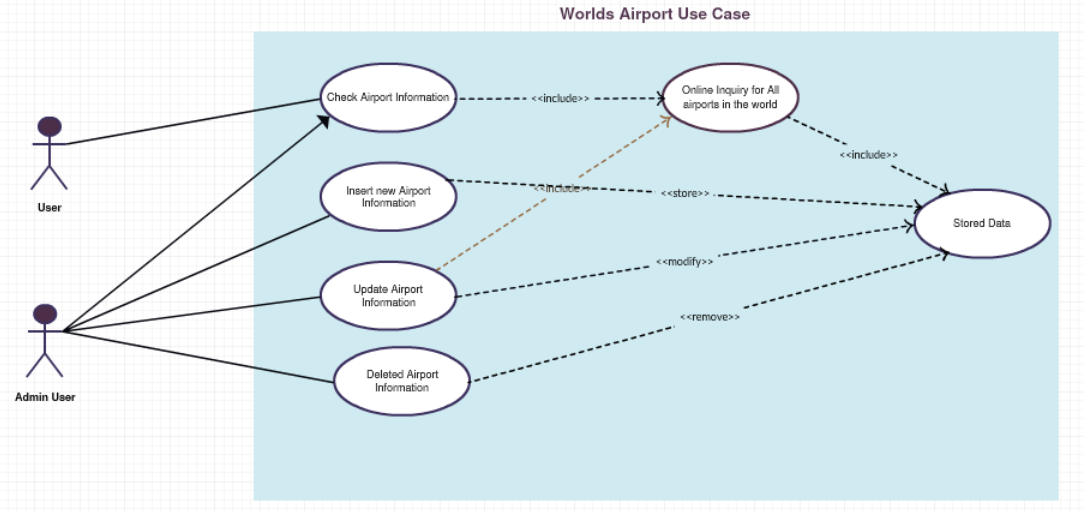 Worlds Airport Use Case
Check Airport Information
<<include>>
Online Inquiry for All
airports in the world
<<include>>
User
Insert new Airport
Information
<<include>>
<<store>>
Stored Data
Update Airport
Information
<<modify>>
<<remove>>
Admin User
Deleted Airport
Information